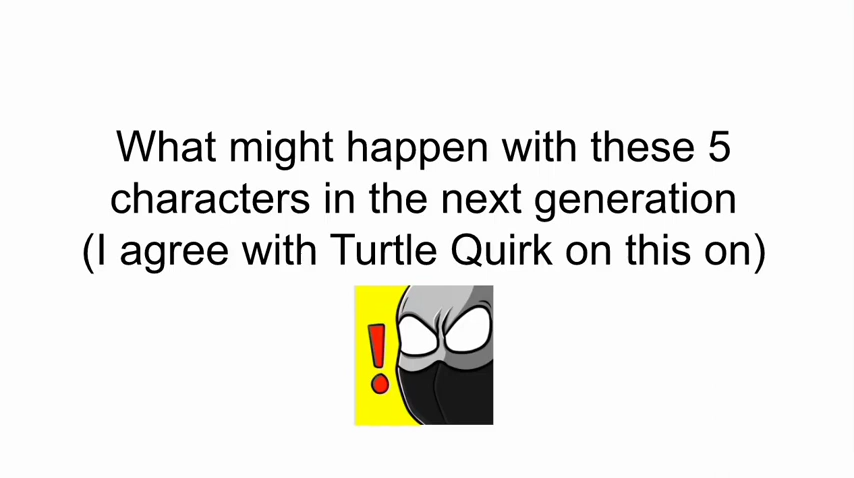 What might happen with these 5
characters in the next generation
(I agree with Turtle Quirk on this on)
!